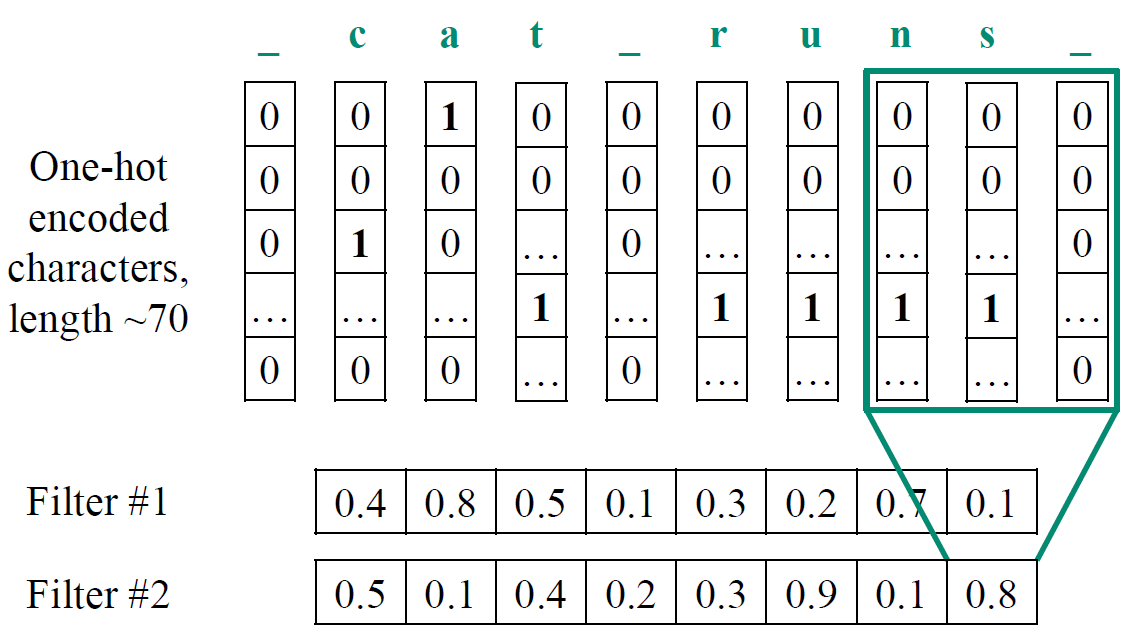 _ c a t _ r u n s _
0 0 1 0 0 0 0 0 0 0
0 0 0 0 0 0 0 0 0 0
0 1 0 ... 0 ... ... ... ... 0
... ... ... 1 ... 1 1 1 1 ...
0 0 0 ... 0 ... ... ... ... 0
One-hot
encoded
characters,
length ~70
Filter #1 0.4 0.8 0.5 0.1 0.3 0.2 0.7 0.1
Filter #2 0.5 0.1 0.4 0.2 0.3 0.9 0.1 0.8